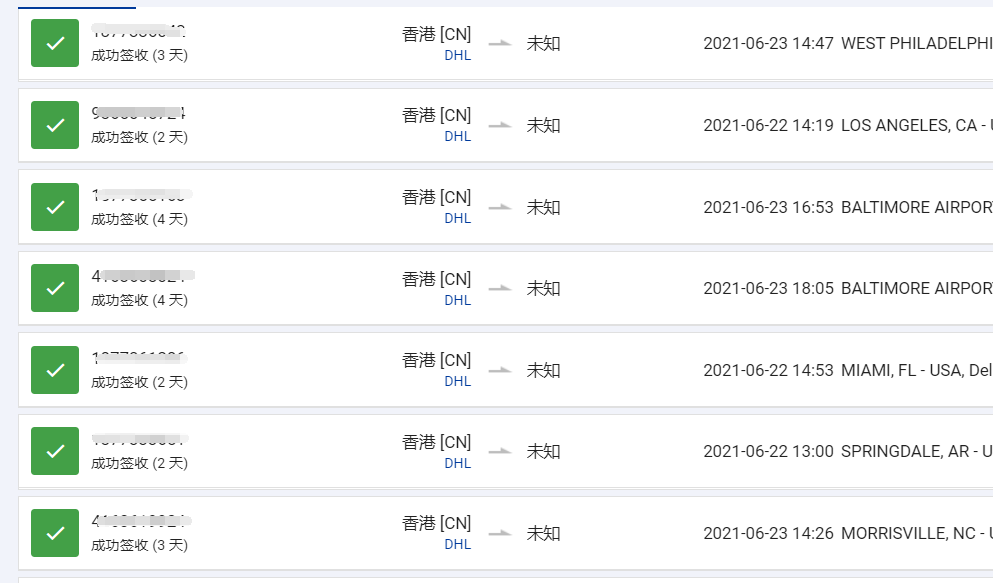 成功签收 (3 天)
香港 [CN]
DHL
未知
2021-06-23 14:47 WEST PHILADELPHI
成功签收 (2 天)
香港 [CN]
DHL
未知
2021-06-22 14:19 LOS ANGELES, CA -
成功签收 (4 天)
香港 [CN]
DHL
未知
2021-06-23 16:53 BALTIMORE AIRPOR
成功签收 (4 天)
香港 [CN]
DHL
未知
2021-06-23 18:05 BALTIMORE AIRPOR
成功签收 (2 天)
香港 [CN]
DHL
未知
2021-06-22 14:53 MIAMI, FL - USA, Del
成功签收 (2 天)
香港 [CN]
DHL
未知
2021-06-22 13:00 SPRINGDALE, AR - U
成功签收 (3 天)
香港 [CN]
DHL
未知
2021-06-23 14:26 MORRISVILLE, NC -